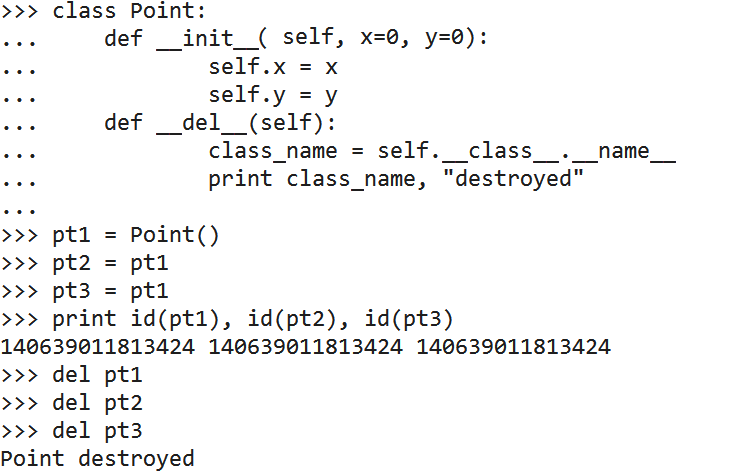 >>> class Point:
...     def __init__( self, x=0, y=0):
...             self.x = x
...             self.y = y
...     def __del__(self):
...             class_name = self.__class__.__name__
...             print class_name, "destroyed"
...
>>> pt1 = Point()
>>> pt2 = pt1
>>> pt3 = pt1
>>> print id(pt1), id(pt2), id(pt3)
140639011813424 140639011813424 140639011813424
>>> del pt1
>>> del pt2
>>> del pt3
Point destroyed